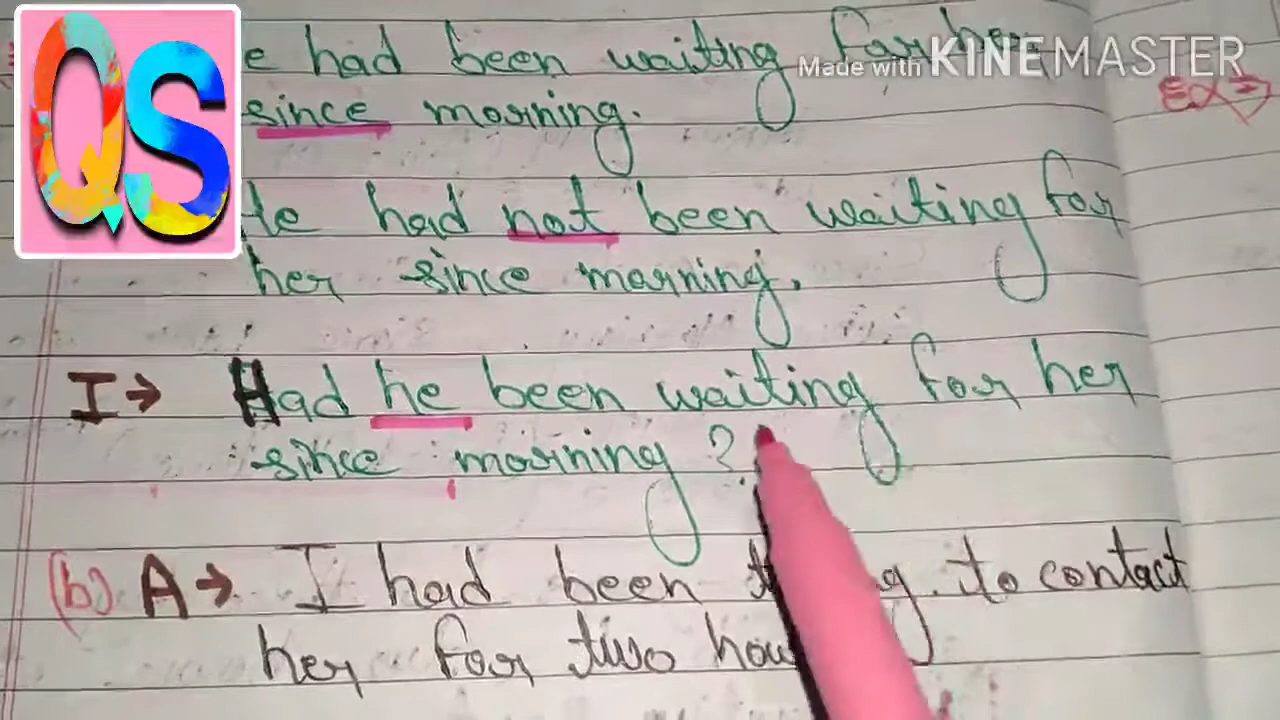 QS
e had been waiting for her
Made with KINEMASTER
Ex⇒
since morning.
He had not been waiting for
her since morning.
I → Had he been waiting for her
since morning ?
(b) A → I had been to contact
her for two